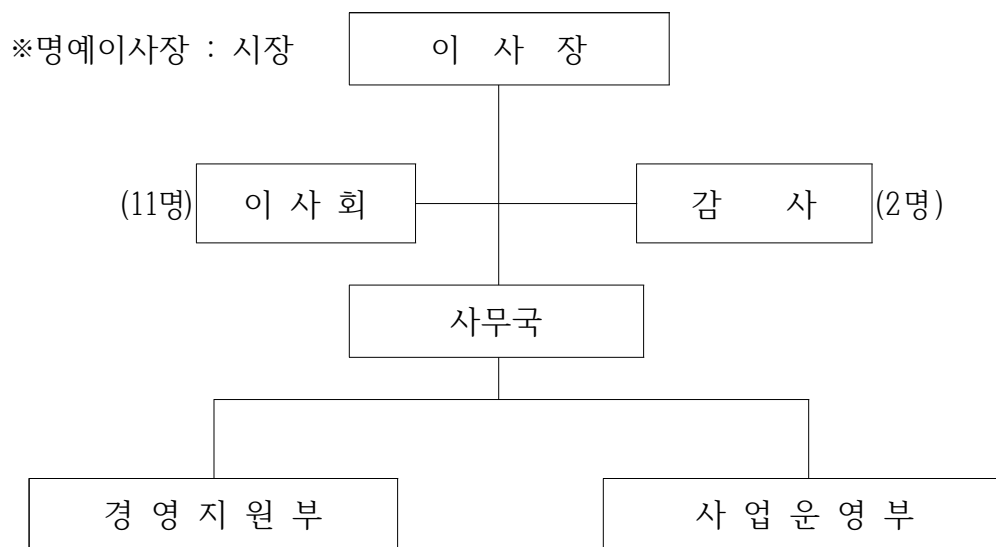 ※명예이사장 : 시장
이 사 장
(11명) 이 사 회
감 사 (2명)
사무국
경 영 지 원 부
사 업 운 영 부